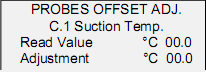 PROBES OFFSET ADJ.
C.1 Suction Temp.
Read Value °C 00.0
Adjustment °C 00.0